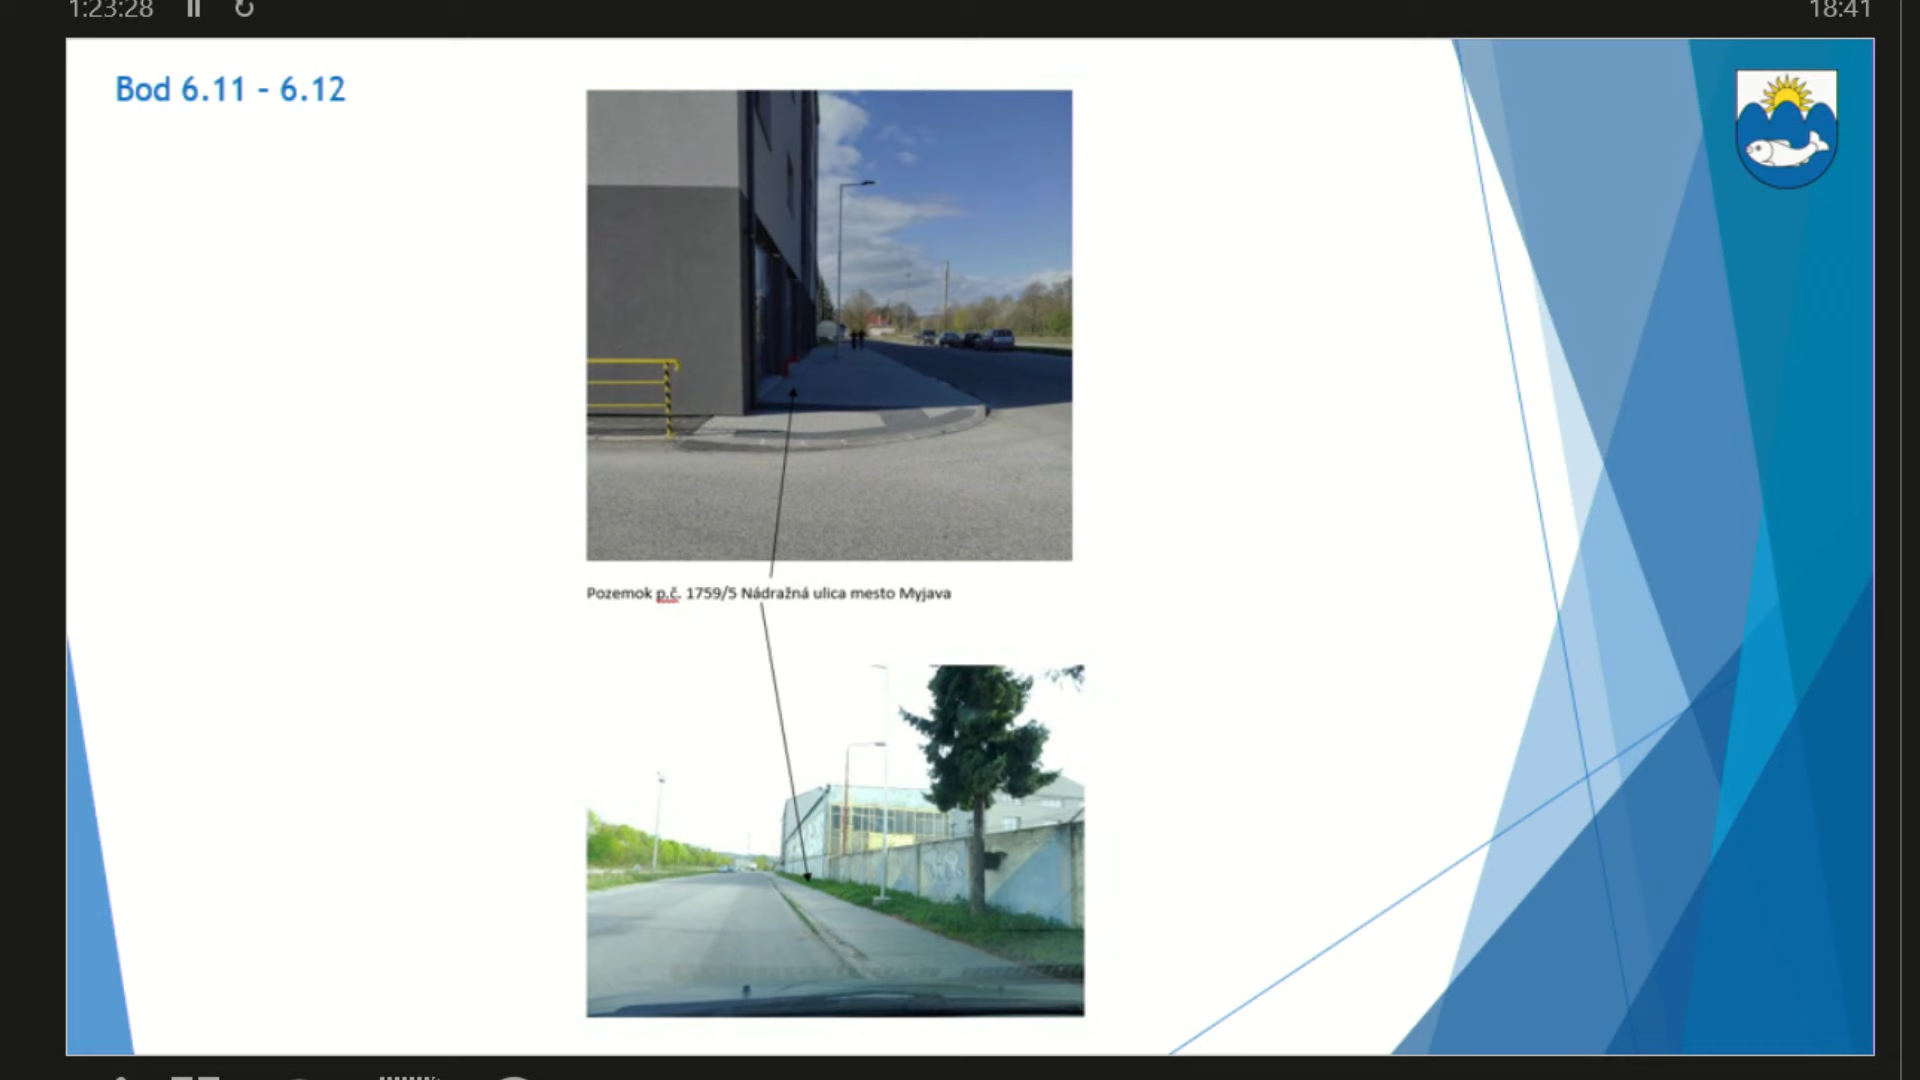 1:23:28
18:41
Bod 6.11 - 6.12
Pozemok p.č. 1759/5 Nádražná ulica mesto Myjava